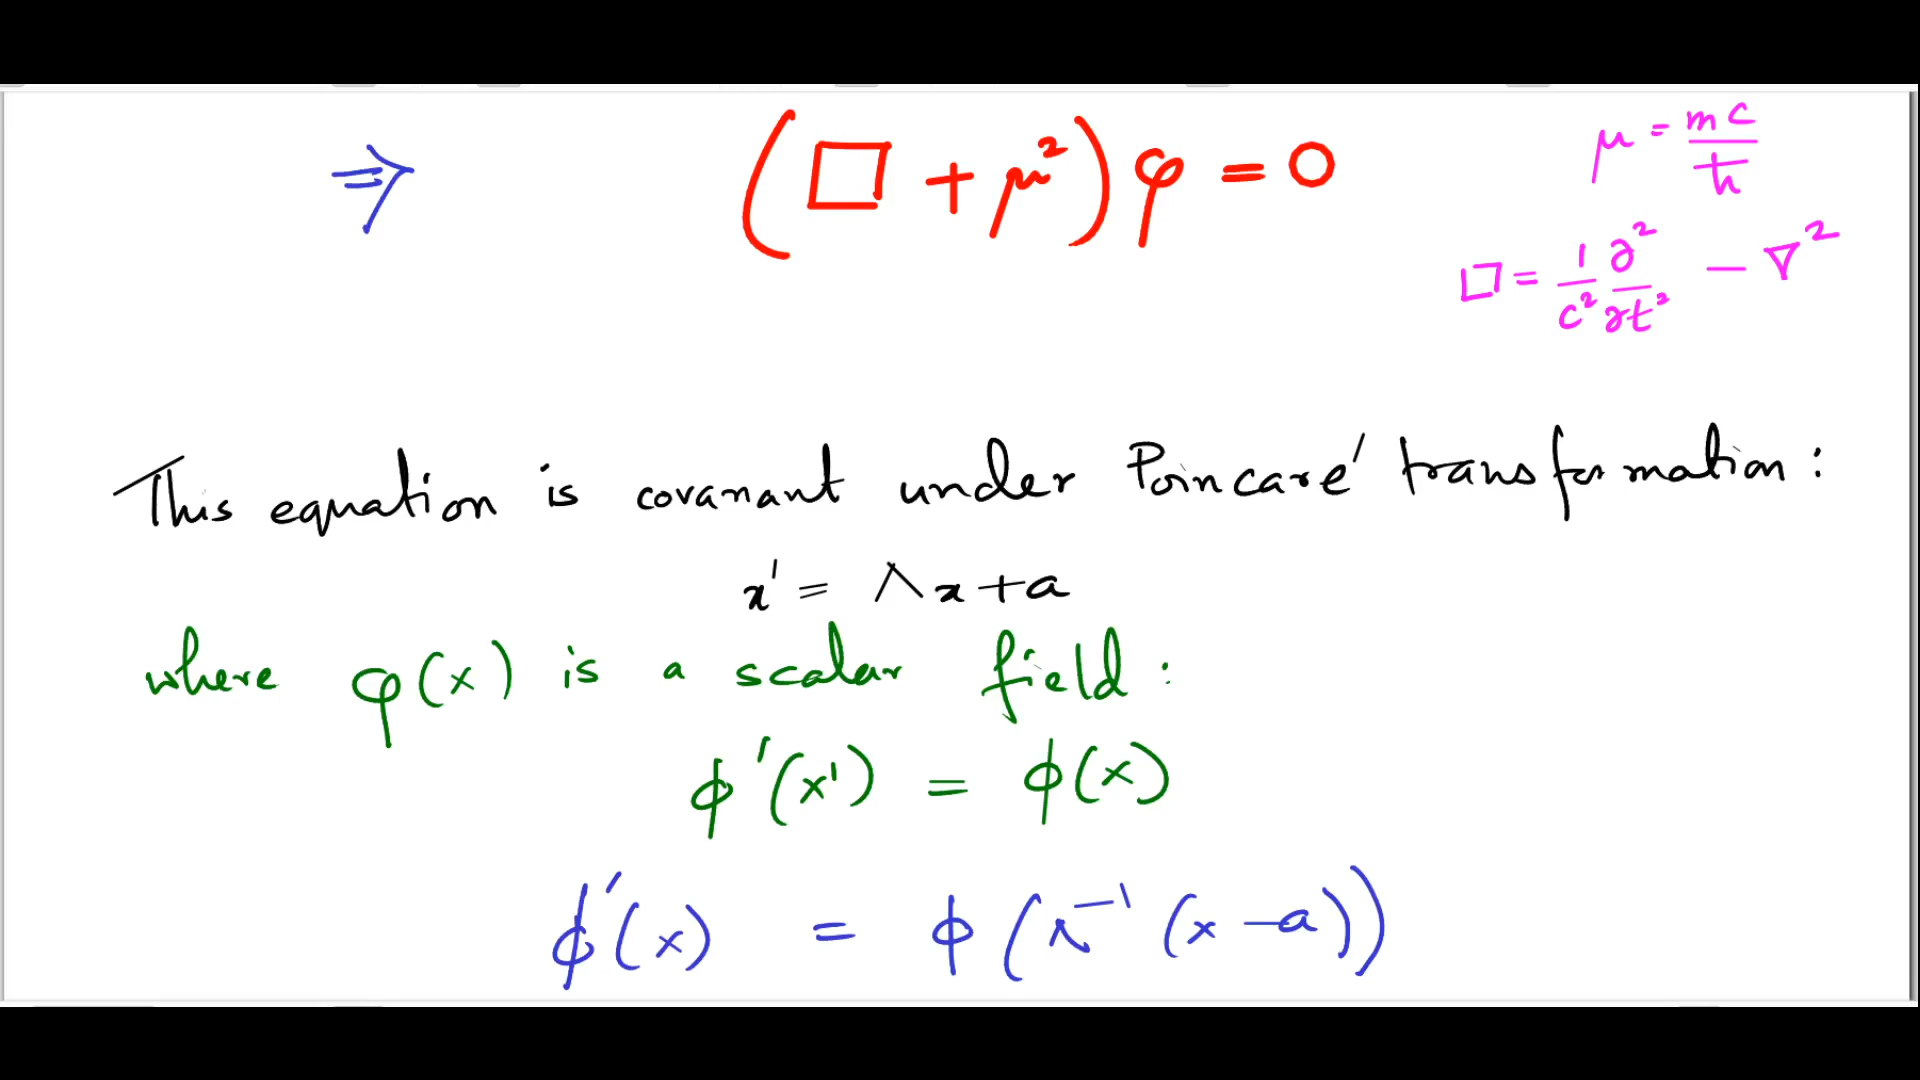 ⇒ (□ + μ²) φ = 0
μ = mc/ħ
□ = 1/c² ∂²/∂t² − ∇²
This equation is covariant under Poincaré transformation:
x' = Λx + a
where φ(x) is a scalar field:
ϕ'(x') = ϕ(x)
ϕ'(x) = ϕ(Λ⁻¹(x − a))